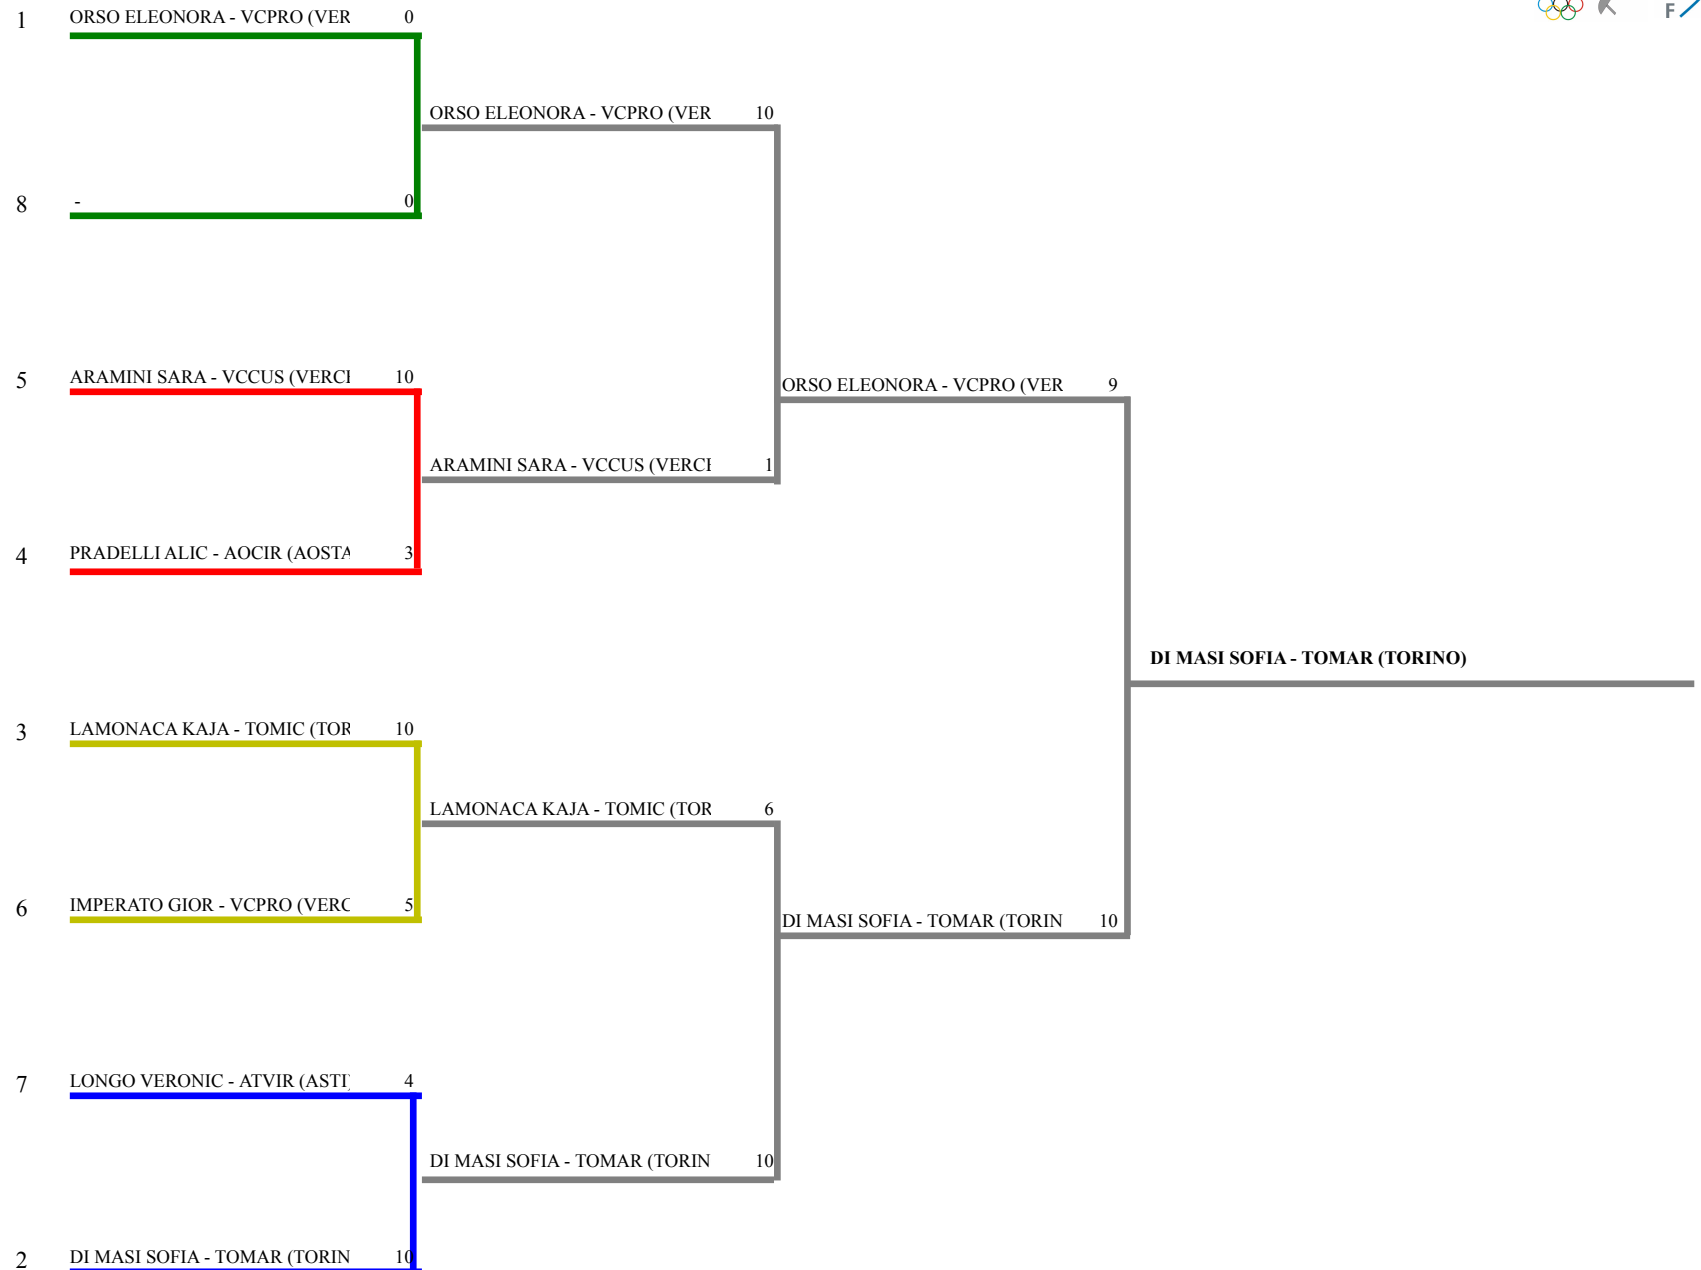 1 ORSO ELEONORA - VCPRO (VER 0
F
ORSO ELEONORA - VCPRO (VER 10
8 - 0
5 ARAMINI SARA - VCCUS (VERCE 10
ORSO ELEONORA - VCPRO (VER 9
ARAMINI SARA - VCCUS (VERCE 1
4 PRADELLI ALIC - AOCIR (AOSTA 3
DI MASI SOFIA - TOMAR (TORINO)
3 LAMONACA KAJA - TOMIC (TOR 10
LAMONACA KAJA - TOMIC (TOR 6
6 IMPERATO GIOR - VCPRO (VERC 5
DI MASI SOFIA - TOMAR (TORIN 10
7 LONGO VERONIC - ATVIR (ASTI) 4
DI MASI SOFIA - TOMAR (TORIN 10
2 DI MASI SOFIA - TOMAR (TORIN 10